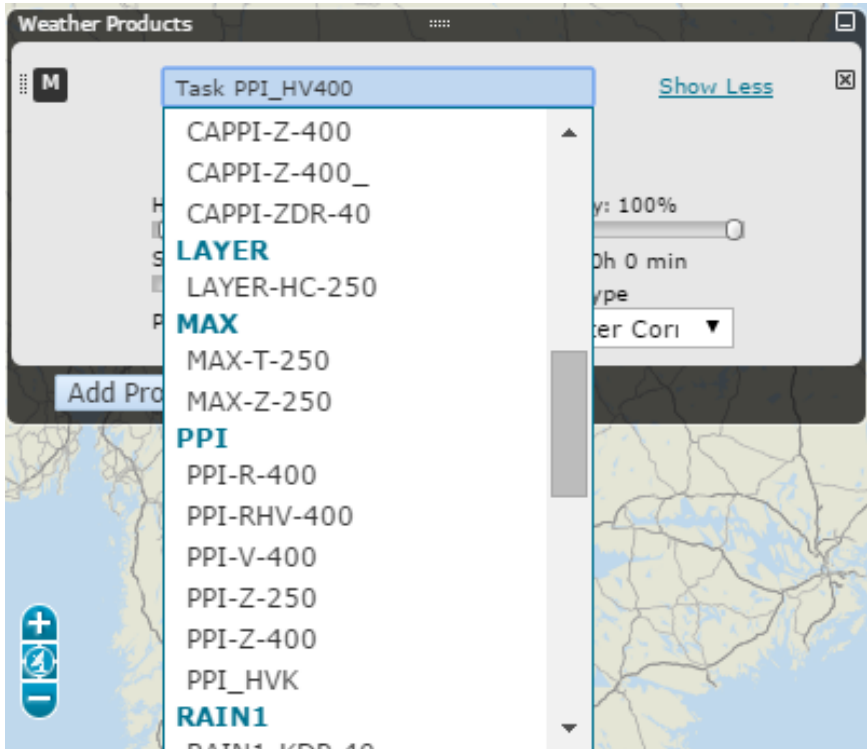 Weather Products
M
Task PPI_HV400
Show Less
CAPPI-Z-400
CAPPI-Z-400_
CAPPI-ZDR-40
LAYER
LAYER-HC-250
MAX
MAX-T-250
MAX-Z-250
PPI
PPI-R-400
PPI-RHV-400
PPI-V-400
PPI-Z-250
PPI-Z-400
PPI_HVK
RAIN1
H
y: 100%
S
0h 0 min
P
ype
ter Cor
Add Pro